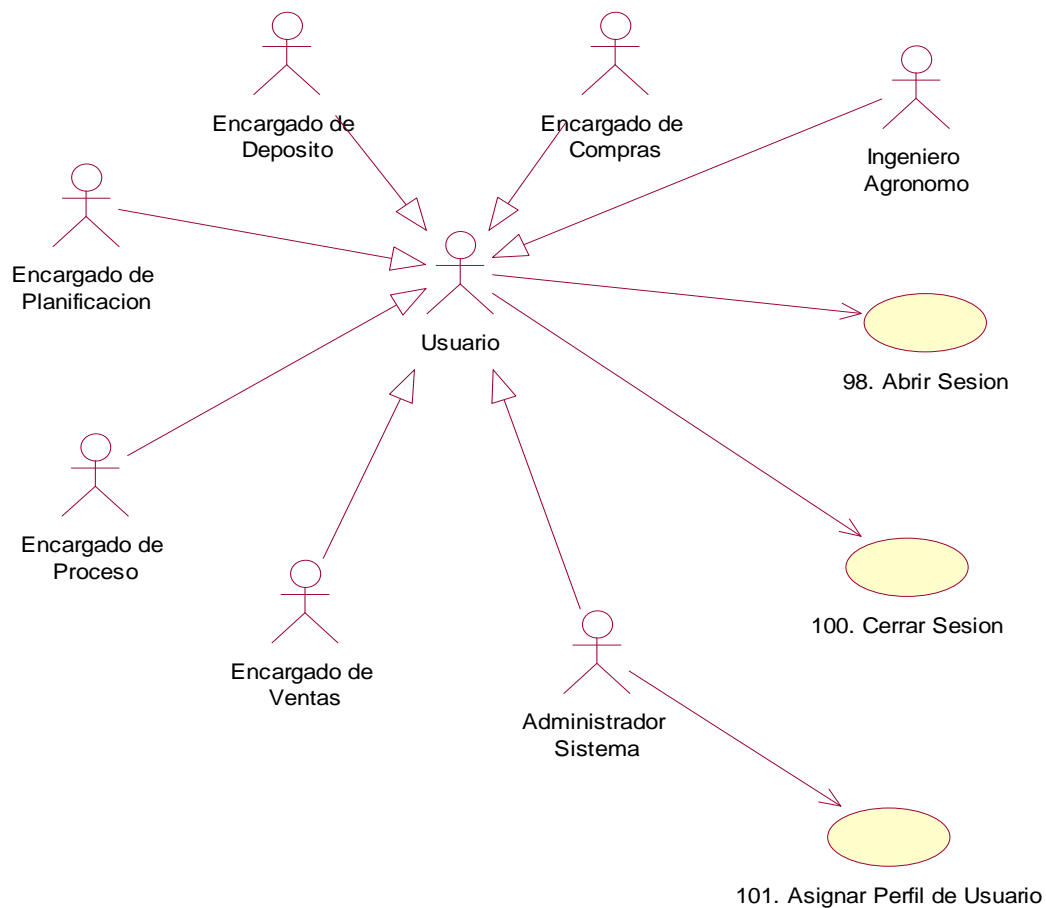 Encargado de
Deposito
Encargado de
Compras
Ingeniero
Agronomo
Encargado de
Planificacion
Usuario
98. Abrir Sesion
Encargado de
Proceso
100. Cerrar Sesion
Encargado de
Ventas
Administrador
Sistema
101. Asignar Perfil de Usuario